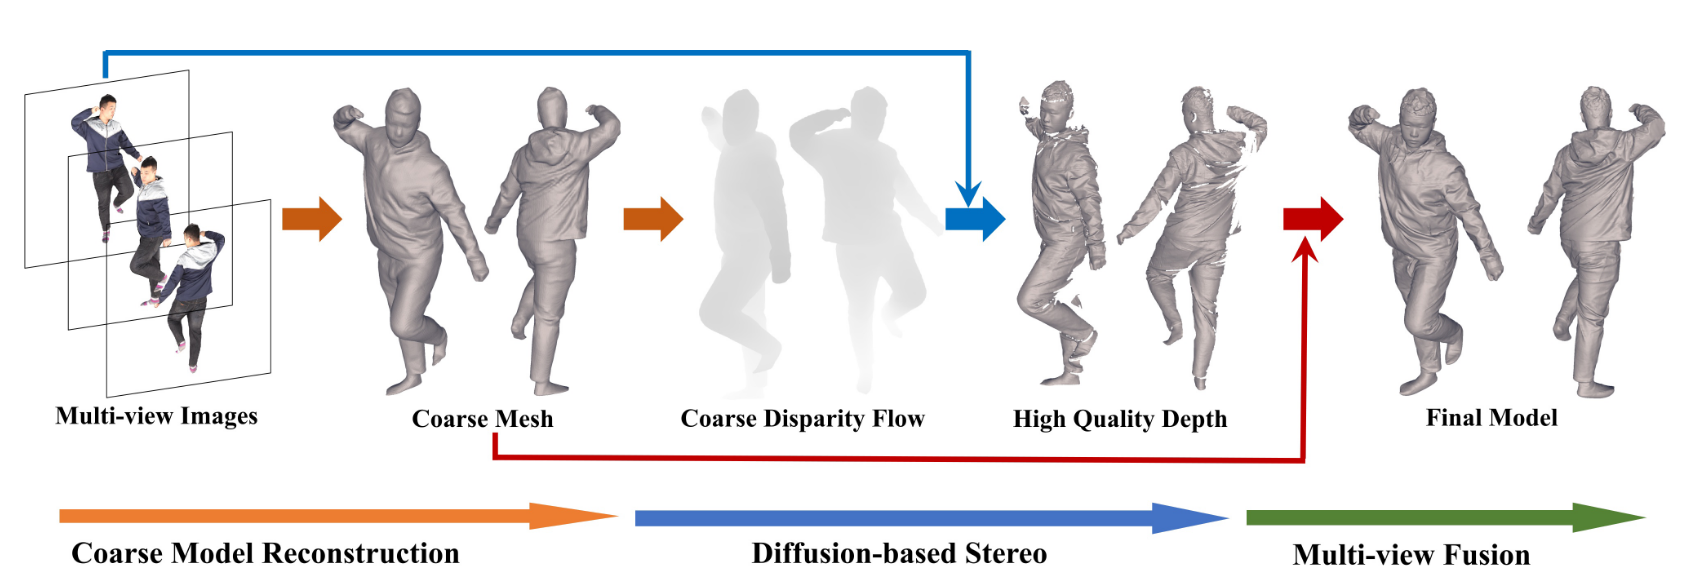 Multi-view Images
Coarse Mesh
Coarse Disparity Flow
High Quality Depth
Final Model
Coarse Model Reconstruction
Diffusion-based Stereo
Multi-view Fusion